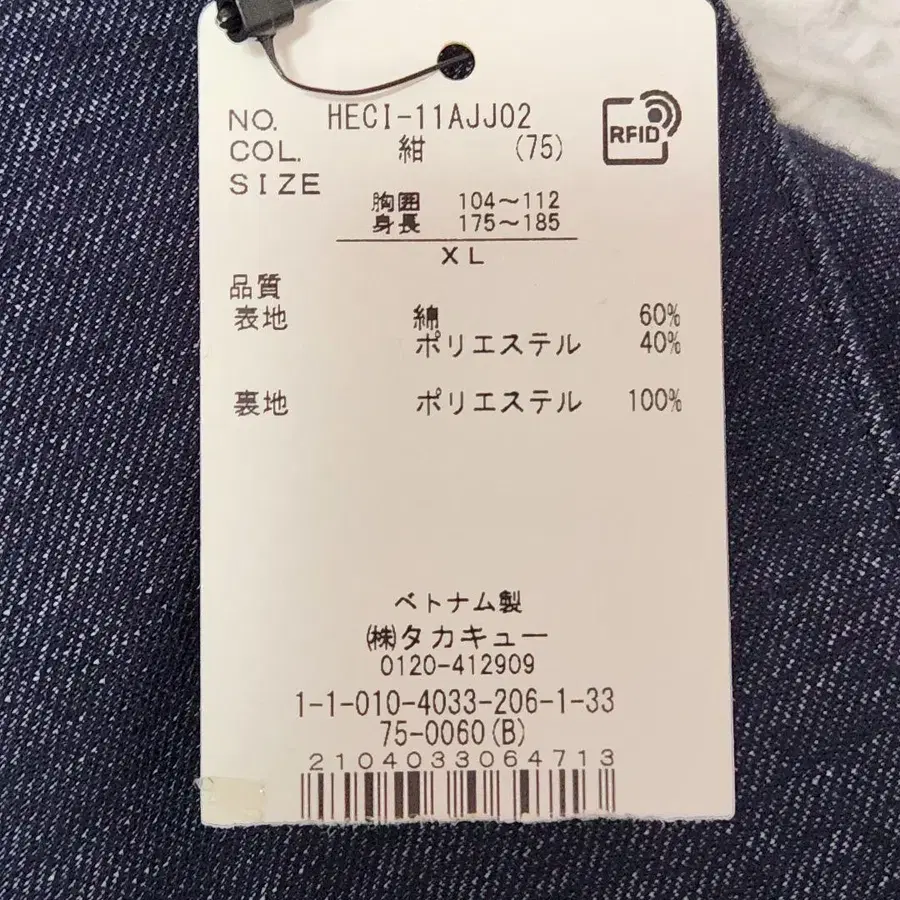 NO. HECI-11AJJ02
RFID
COL. 紺 (75)
SIZE
胸囲 104~112
身長 175~185
XL
品質
表地 綿 60%
ポリエステル 40%
裏地 ポリエステル 100%
ベトナム製
㈱タカキュー
0120-412909
1-1-010-4033-206-1-33
75-0060(B)
2104033064713